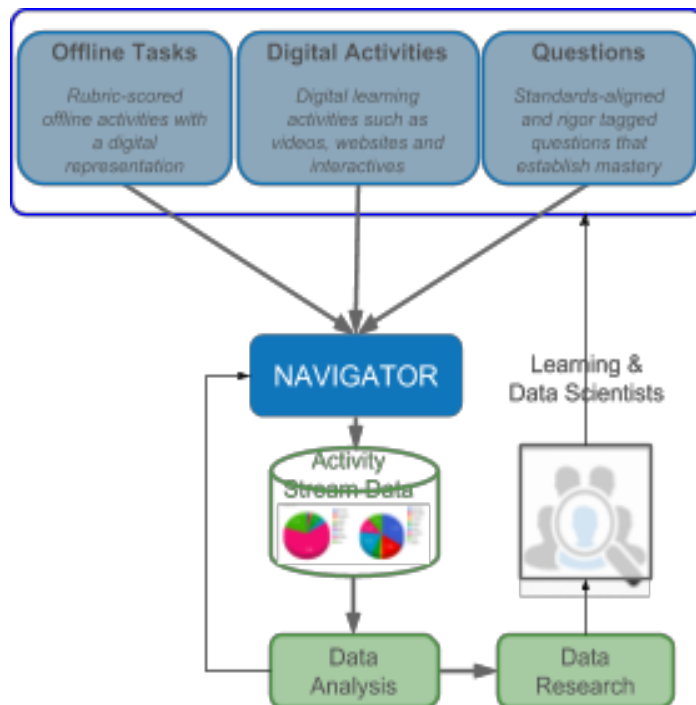 Offline Tasks
Rubric-scored
offline activities with
a digital
representation
Digital Activities
Digital learning
activities such as
videos, websites and
interactives
Questions
Standards-aligned
and rigor tagged
questions that
establish mastery
NAVIGATOR
Learning &
Data Scientists
Activity
Stream Data
Data
Analysis
Data
Research